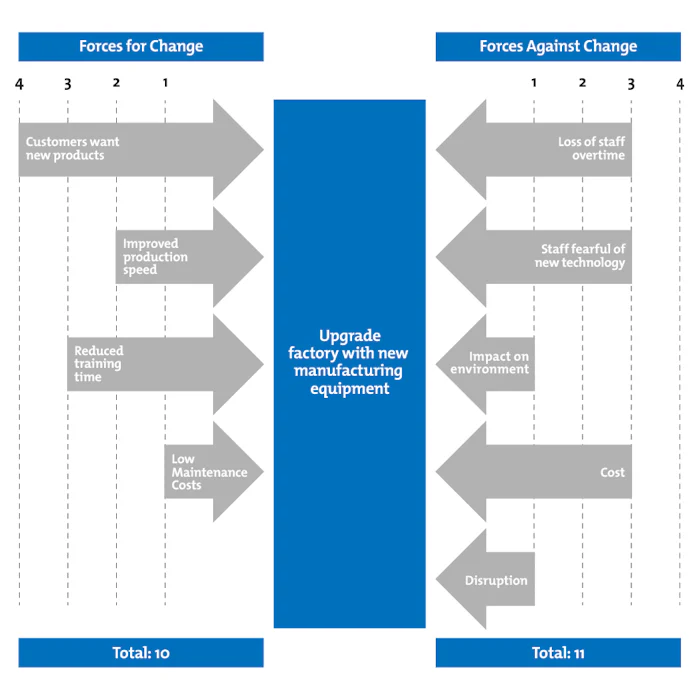 Forces for Change
Forces Against Change
4 3 2 1
1 2 3 4
Customers want
new products
Loss of staff
overtime
Improved
production
speed
Staff fearful of
new technology
Upgrade
factory with new
manufacturing
equipment
Reduced
training
time
Impact on
environment
Low
Maintenance
Costs
Cost
Disruption
Total: 10
Total: 11